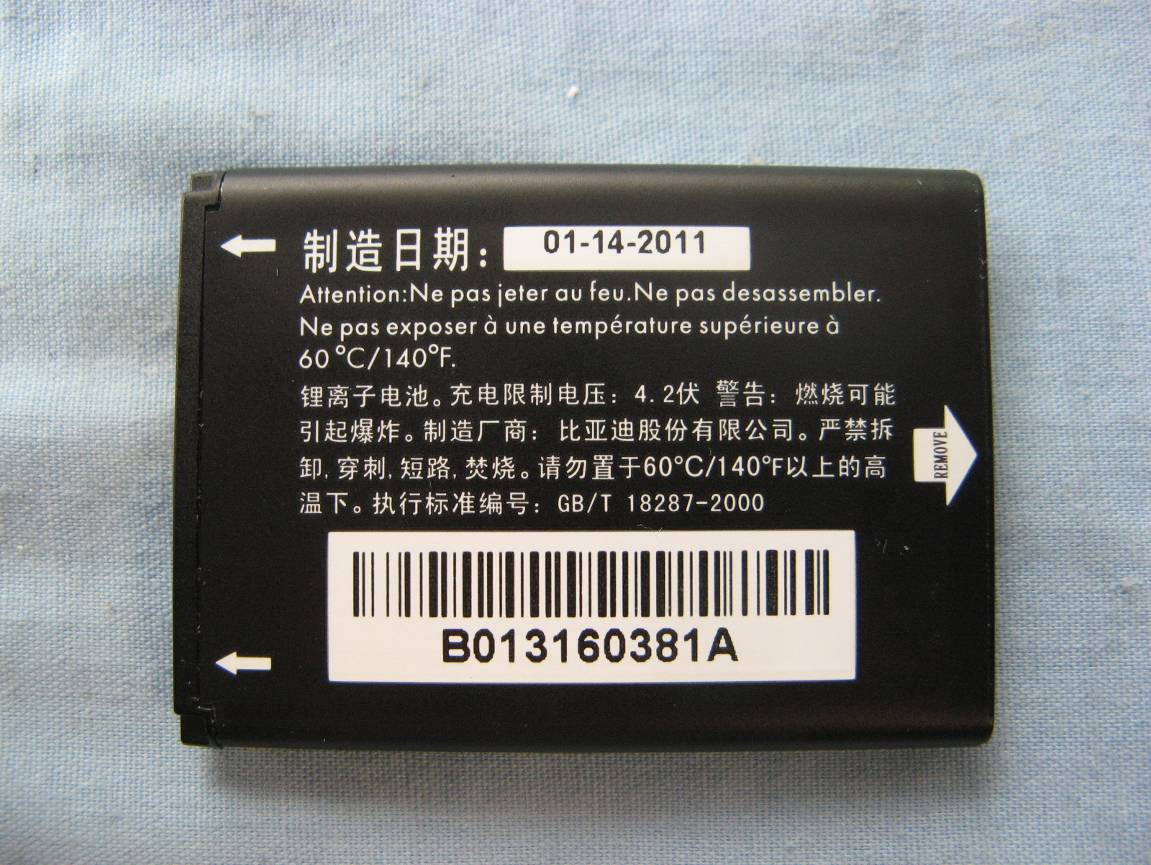 制造日期: 01-14-2011
Attention:Ne pas jeter au feu.Ne pas desassembler.
Ne pas exposer à une température supérieure à
60°C/140°F.
锂离子电池。充电限制电压: 4.2伏 警告: 燃烧可能
引起爆炸。制造厂商: 比亚迪股份有限公司。严禁拆
卸,穿刺,短路,焚烧。请勿置于60°C/140°F以上的高
温下。执行标准编号: GB/T 18287-2000
REMOVE
B013160381A